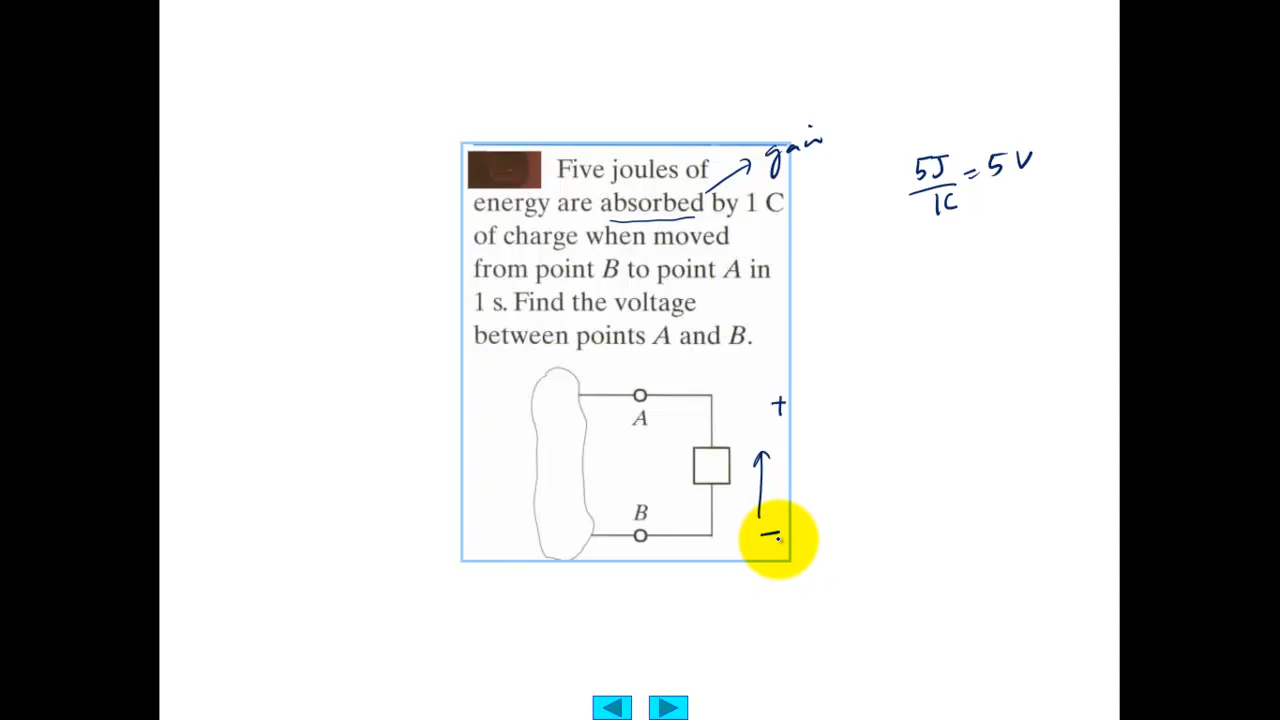 Five joules of
energy are absorbed by 1 C
of charge when moved
from point B to point A in
1 s. Find the voltage
between points A and B.
gain
5J/1C = 5 V
A
+
B
−